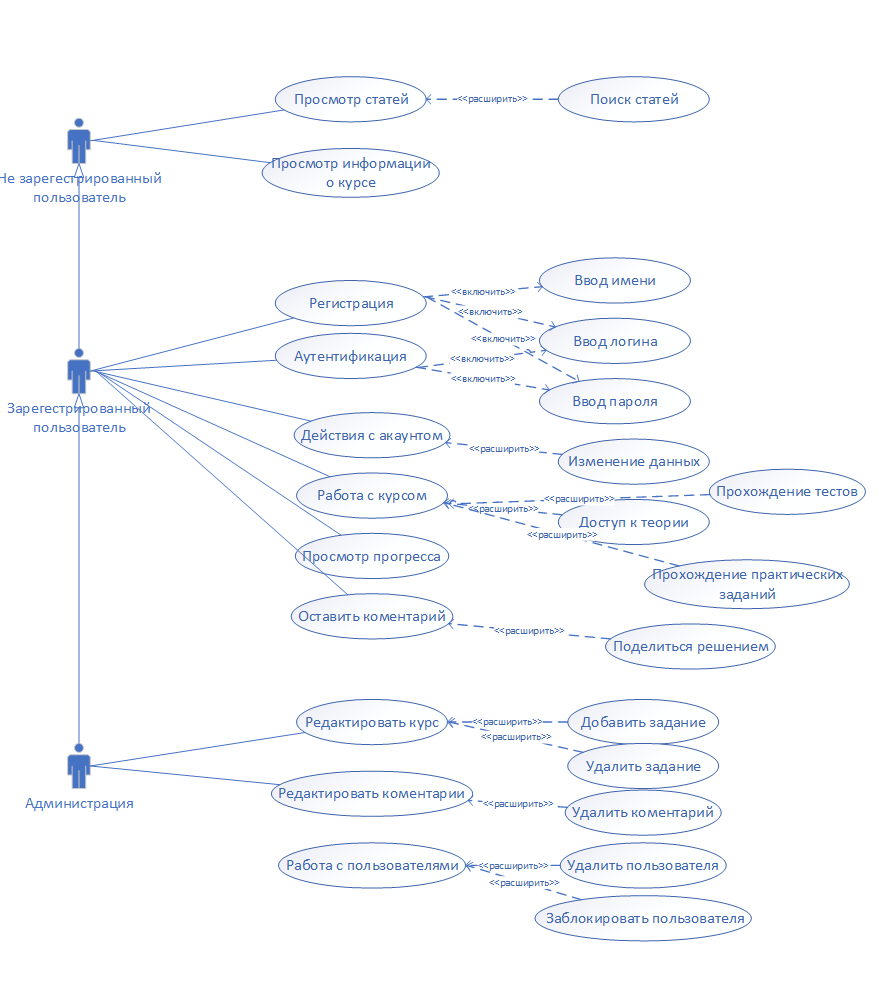 Просмотр статей
<<расширить>>
Поиск статей
Не зарегестрированный
пользователь
Просмотр информации
о курсе
Регистрация
<<включить>>
Ввод имени
<<включить>>
<<включить>>
Ввод логина
Аутентификация
<<включить>>
<<включить>>
Ввод пароля
Зарегестрированный
пользователь
Действия с акаунтом
<<расширить>>
Изменение данных
Работа с курсом
<<расширить>>
Прохождение тестов
<<расширить>>
Доступ к теории
<<расширить>>
Просмотр прогресса
Прохождение практических
заданий
Оставить коментарий
<<расширить>>
Поделиться решением
Редактировать курс
<<расширить>>
Добавить задание
<<расширить>>
Удалить задание
Администрация
Редактировать коментарии
<<расширить>>
Удалить коментарий
Работа с пользователями
<<расширить>>
Удалить пользователя
<<расширить>>
Заблокировать пользователя